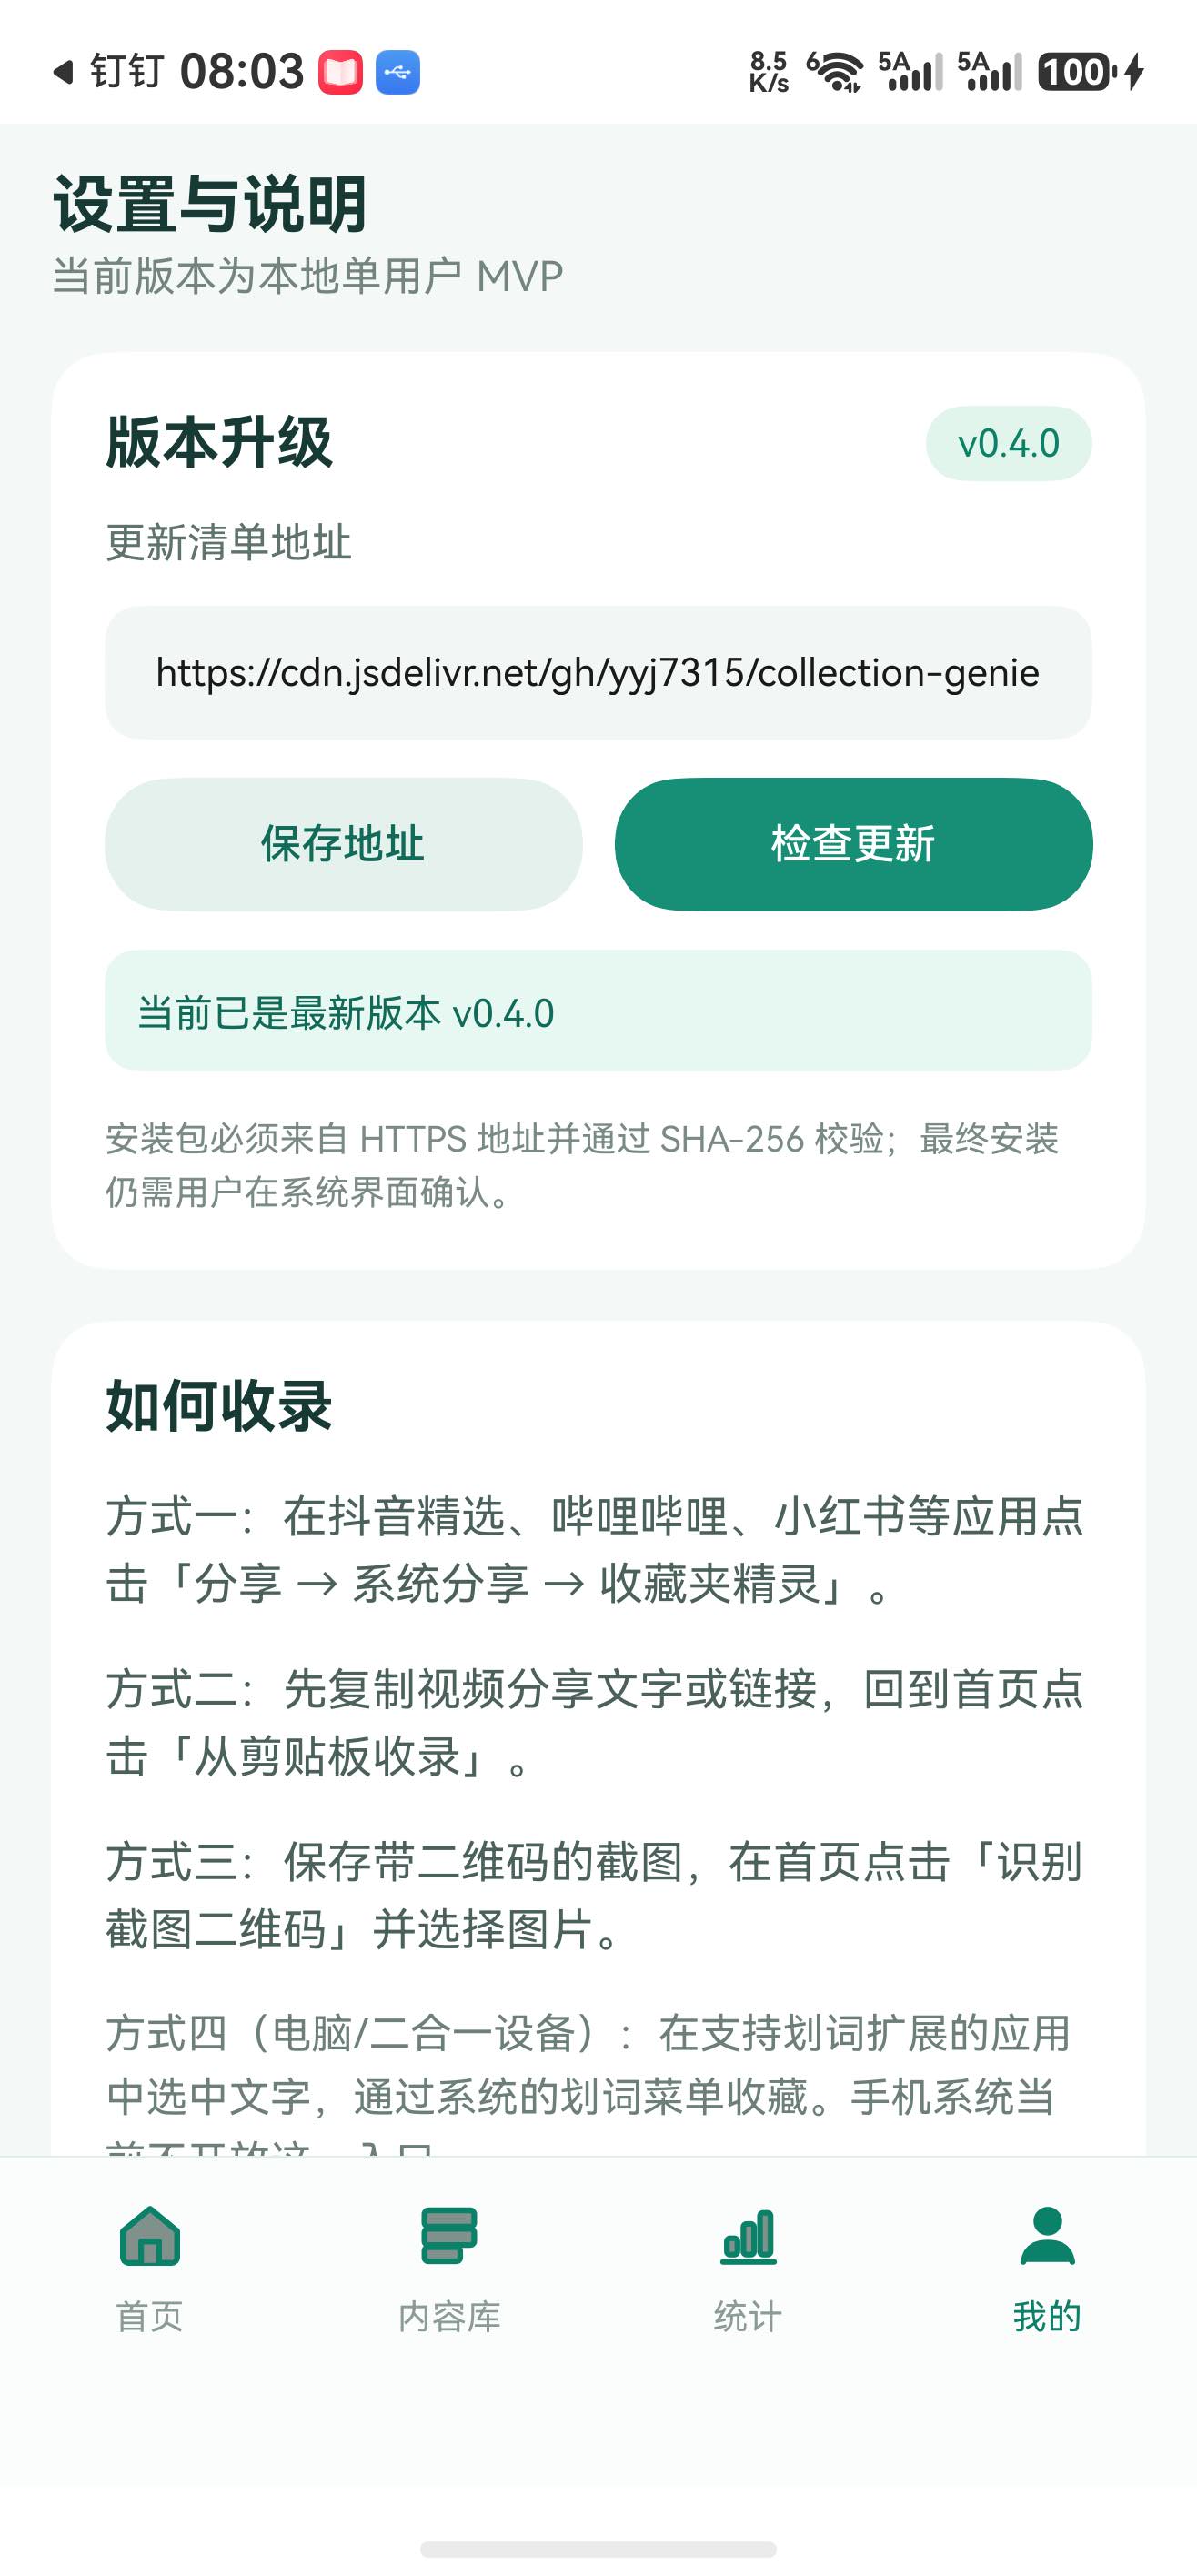 钉钉 08:03
8.5 K/s 6 5A 5A 100
设置与说明
当前版本为本地单用户 MVP
版本升级 v0.4.0
更新清单地址
https://cdn.jsdelivr.net/gh/yyj7315/collection-genie
保存地址 检查更新
当前已是最新版本 v0.4.0
安装包必须来自 HTTPS 地址并通过 SHA-256 校验；最终安装
仍需用户在系统界面确认。
如何收录
方式一：在抖音精选、哔哩哔哩、小红书等应用点
击「分享 → 系统分享 → 收藏夹精灵」。
方式二：先复制视频分享文字或链接，回到首页点
击「从剪贴板收录」。
方式三：保存带二维码的截图，在首页点击「识别
截图二维码」并选择图片。
方式四（电脑/二合一设备）：在支持划词扩展的应用
中选中文字，通过系统的划词菜单收藏。手机系统当
首页 内容库 统计 我的